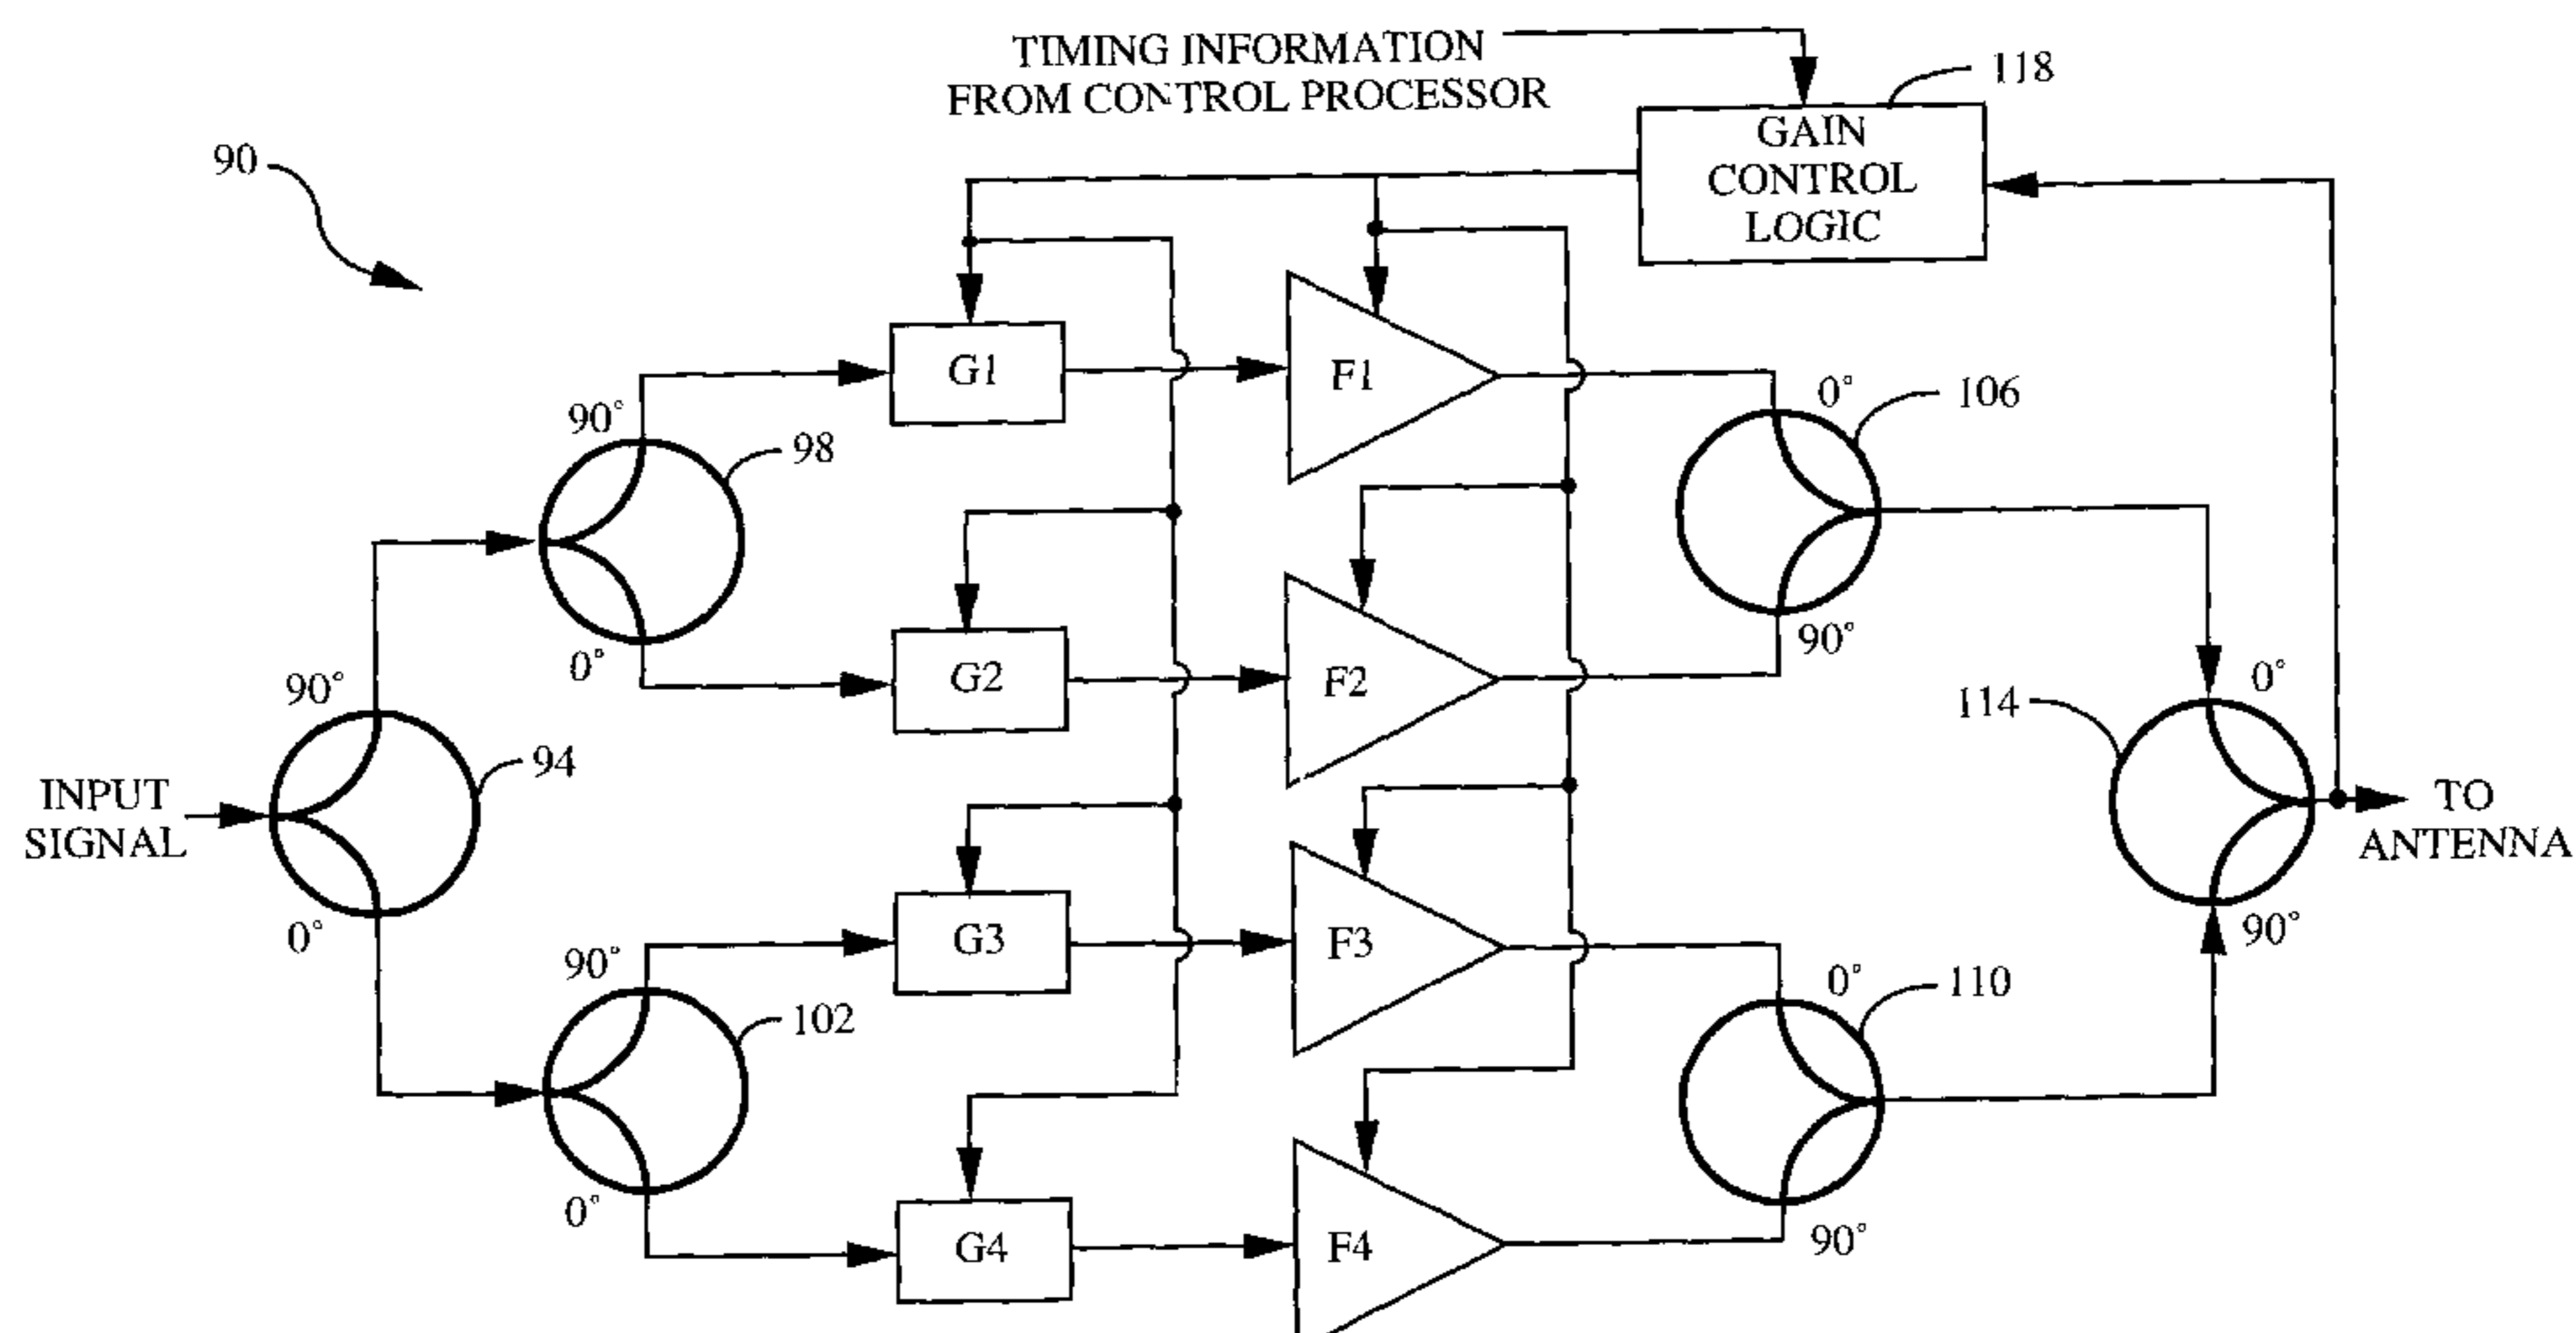 TIMING INFORMATION
FROM CONTROL PROCESSOR
118
GAIN
CONTROL
LOGIC
90
G1
F1
0°
106
90°
98
0°
G2
F2
90°
90°
94
INPUT
SIGNAL
0°
114
TO
ANTENNA
90°
0°
90°
102
G3
F3
0°
110
0°
G4
F4
90°